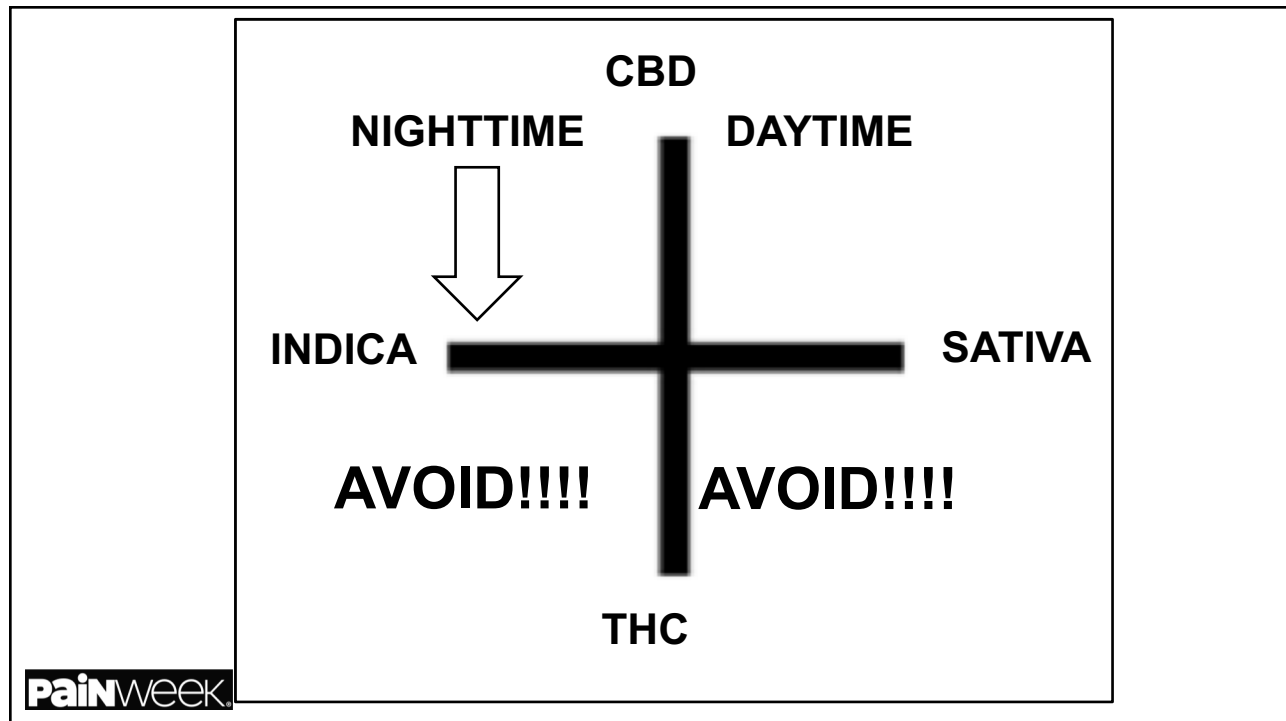 CBD
NIGHTTIME DAYTIME
INDICA SATIVA
AVOID!!!! AVOID!!!!
THC
PaiNWeeK.